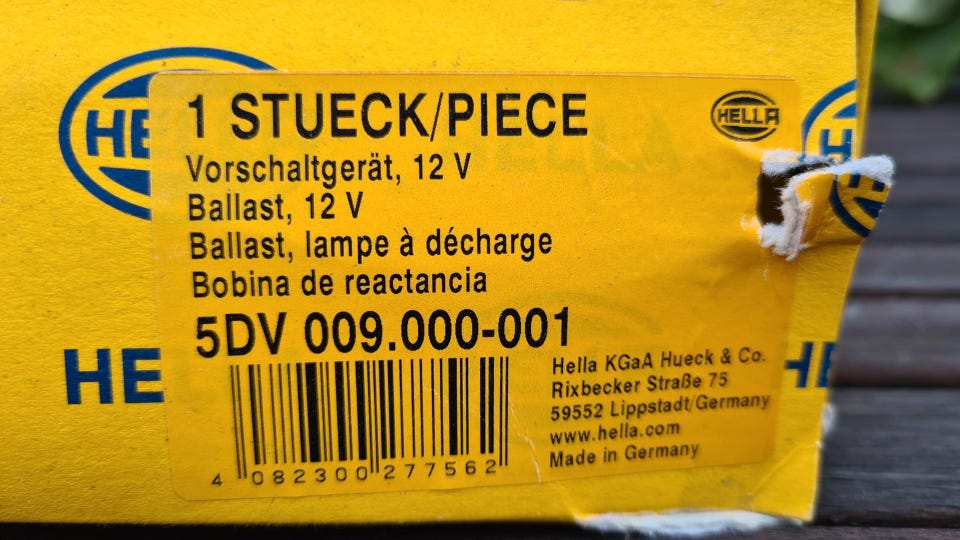 1 STUECK/PIECE
HELLA
Vorschaltgerät, 12 V
Ballast, 12 V
Ballast, lampe à décharge
Bobina de reactancia
5DV 009.000-001
Hella KGaA Hueck & Co.
Rixbecker Straße 75
59552 Lippstadt/Germany
www.hella.com
Made in Germany
4 082300 277562